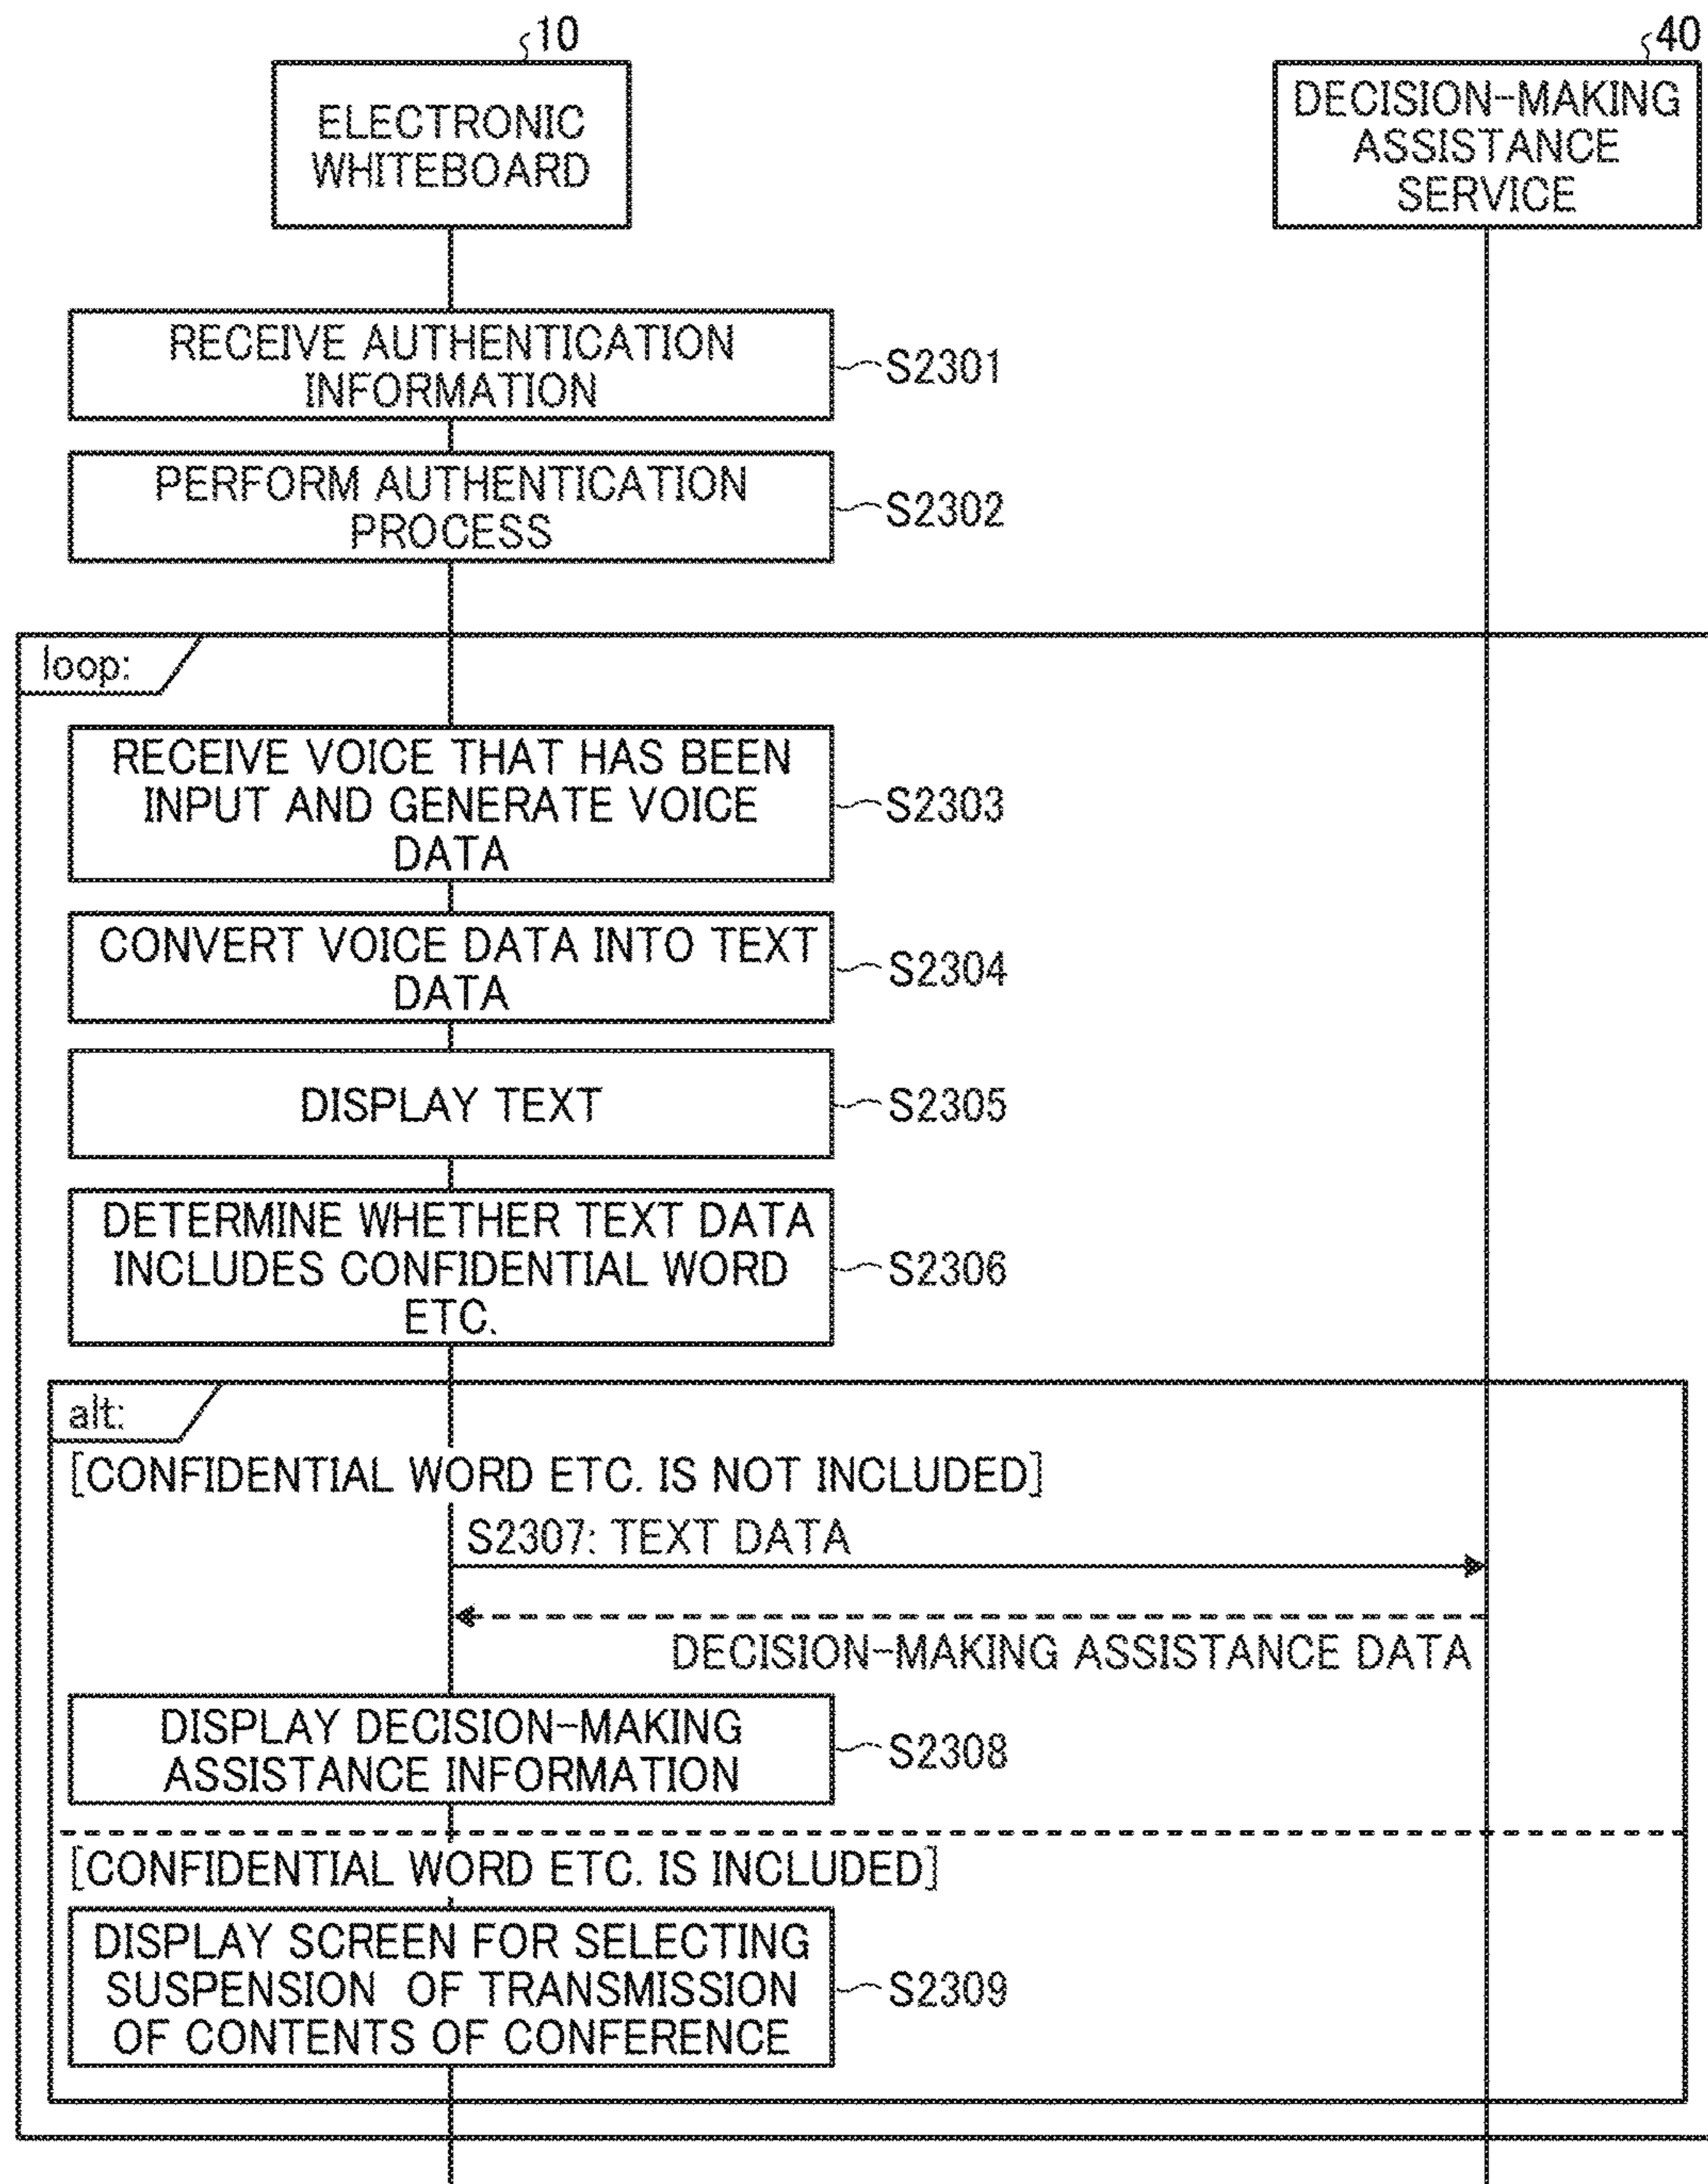 10
ELECTRONIC
WHITEBOARD
40
DECISION-MAKING
ASSISTANCE
SERVICE
RECEIVE AUTHENTICATION
INFORMATION
S2301
PERFORM AUTHENTICATION
PROCESS
S2302
loop:
RECEIVE VOICE THAT HAS BEEN
INPUT AND GENERATE VOICE
DATA
S2303
CONVERT VOICE DATA INTO TEXT
DATA
S2304
DISPLAY TEXT
S2305
DETERMINE WHETHER TEXT DATA
INCLUDES CONFIDENTIAL WORD
ETC.
S2306
alt:
[CONFIDENTIAL WORD ETC. IS NOT INCLUDED]
S2307: TEXT DATA
DECISION-MAKING ASSISTANCE DATA
DISPLAY DECISION-MAKING
ASSISTANCE INFORMATION
S2308
[CONFIDENTIAL WORD ETC. IS INCLUDED]
DISPLAY SCREEN FOR SELECTING
SUSPENSION OF TRANSMISSION
OF CONTENTS OF CONFERENCE
S2309